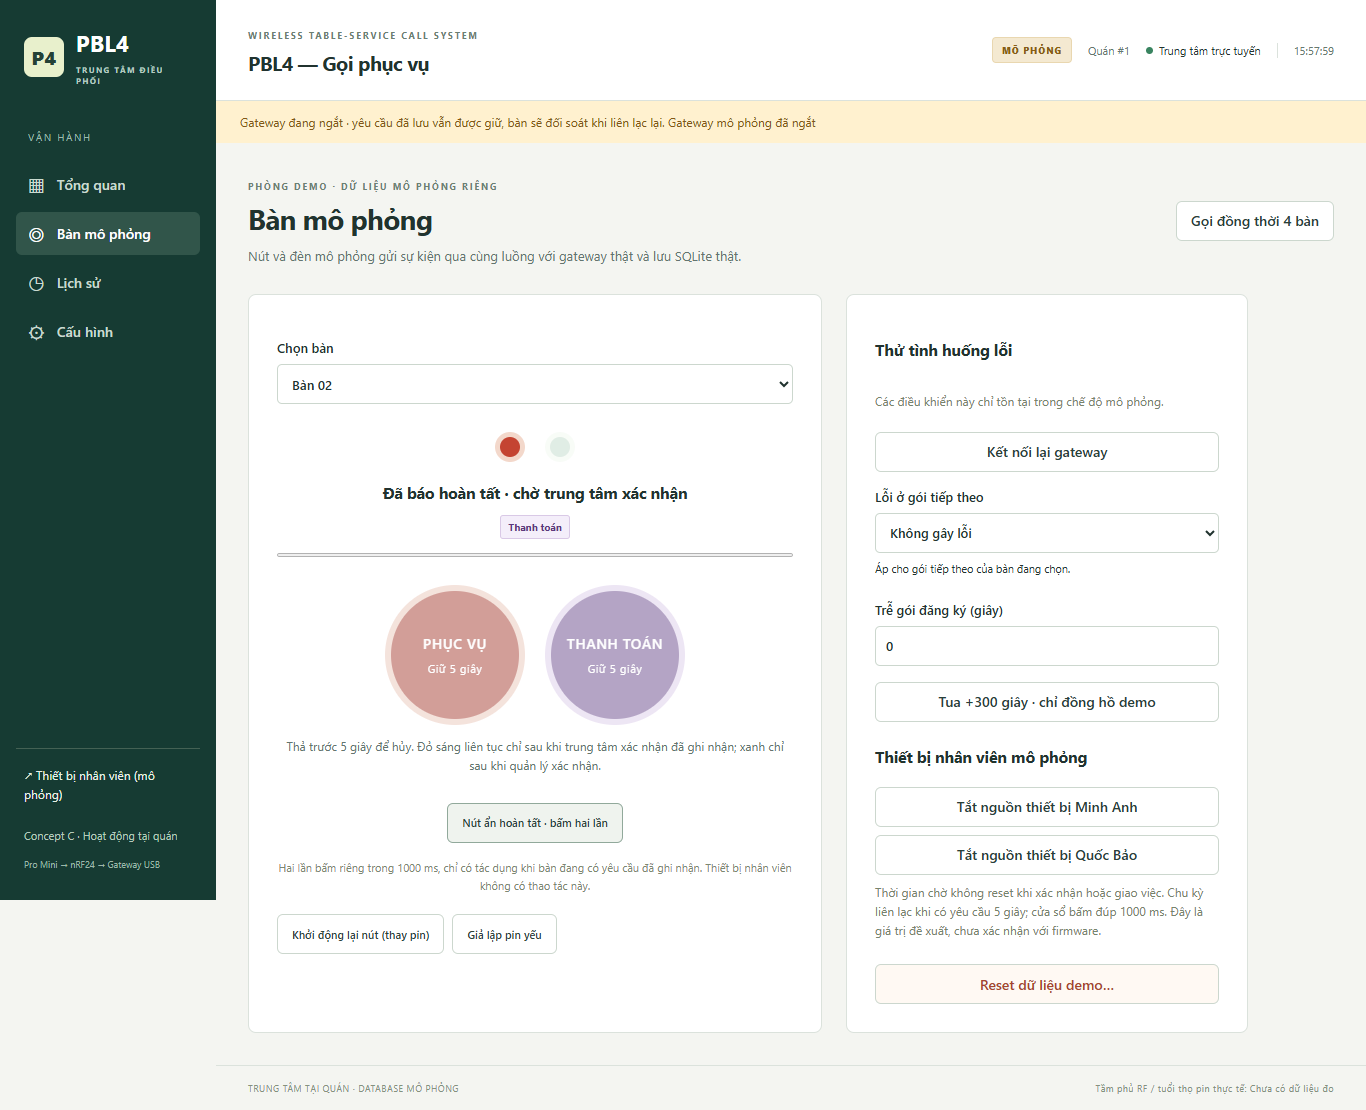 P4
PBL4
TRUNG TÂM ĐIỀU
PHỐI
VẬN HÀNH
Tổng quan
Bàn mô phỏng
Lịch sử
Cấu hình
↗ Thiết bị nhân viên (mô
phỏng)
Concept C · Hoạt động tại quán
Pro Mini → nRF24 → Gateway USB
WIRELESS TABLE-SERVICE CALL SYSTEM
PBL4 — Gọi phục vụ
MÔ PHỎNG
Quán #1
Trung tâm trực tuyến
15:57:59
Gateway đang ngắt · yêu cầu đã lưu vẫn được giữ, bàn sẽ đối soát khi liên lạc lại. Gateway mô phỏng đã ngắt
PHÒNG DEMO · DỮ LIỆU MÔ PHỎNG RIÊNG
Bàn mô phỏng
Nút và đèn mô phỏng gửi sự kiện qua cùng luồng với gateway thật và lưu SQLite thật.
Gọi đồng thời 4 bàn
Chọn bàn
Bàn 02
Đã báo hoàn tất · chờ trung tâm xác nhận
Thanh toán
PHỤC VỤ
Giữ 5 giây
THANH TOÁN
Giữ 5 giây
Thả trước 5 giây để hủy. Đỏ sáng liên tục chỉ sau khi trung tâm xác nhận đã ghi nhận; xanh chỉ
sau khi quản lý xác nhận.
Nút ẩn hoàn tất · bấm hai lần
Hai lần bấm riêng trong 1000 ms, chỉ có tác dụng khi bàn đang có yêu cầu đã ghi nhận. Thiết bị nhân viên
không có thao tác này.
Khởi động lại nút (thay pin)
Giả lập pin yếu
Thử tình huống lỗi
Các điều khiển này chỉ tồn tại trong chế độ mô phỏng.
Kết nối lại gateway
Lỗi ở gói tiếp theo
Không gây lỗi
Áp cho gói tiếp theo của bàn đang chọn.
Trễ gói đăng ký (giây)
0
Tua +300 giây · chỉ đồng hồ demo
Thiết bị nhân viên mô phỏng
Tắt nguồn thiết bị Minh Anh
Tắt nguồn thiết bị Quốc Bảo
Thời gian chờ không reset khi xác nhận hoặc giao việc. Chu kỳ
liên lạc khi có yêu cầu 5 giây; cửa sổ bấm đúp 1000 ms. Đây là
giá trị đề xuất, chưa xác nhận với firmware.
Reset dữ liệu demo...
TRUNG TÂM TẠI QUÁN · DATABASE MÔ PHỎNG
Tầm phủ RF / tuổi thọ pin thực tế: Chưa có dữ liệu đo